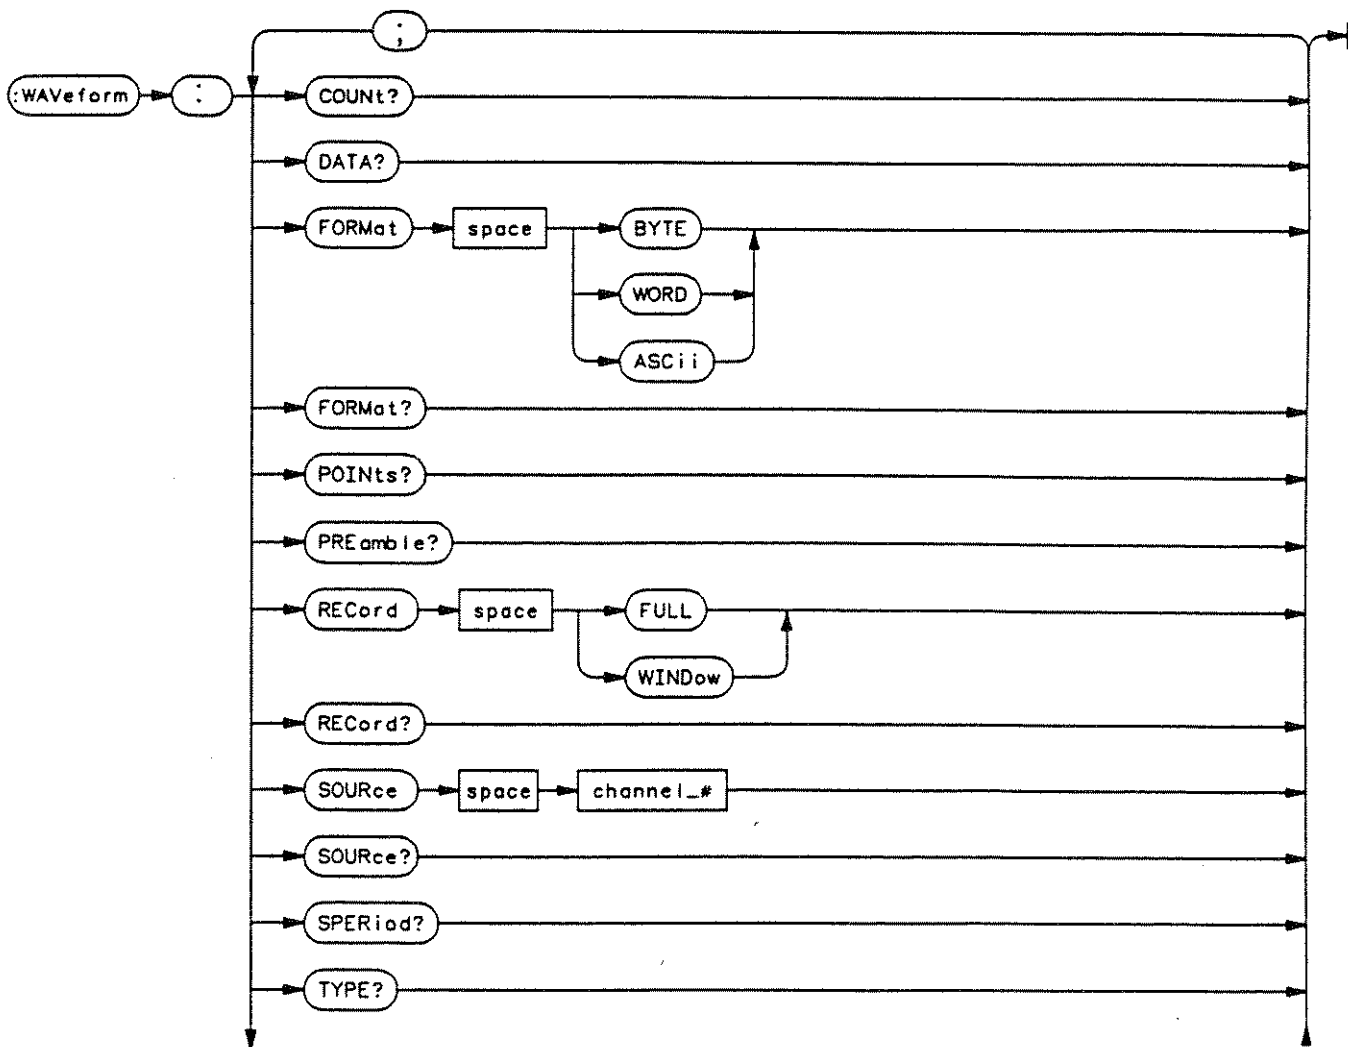 ;
:WAVeform : COUNt?
DATA?
FORMat space BYTE
WORD
ASCii
FORMat?
POINts?
PREamble?
RECord space FULL
WINDow
RECord?
SOURce space channel_#
SOURce?
SPERiod?
TYPE?